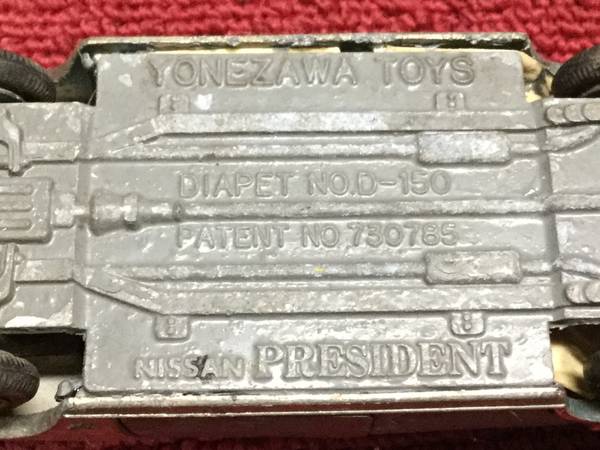 YONEZAWA TOYS
DIAPET NO.D-150
PATENT NO.730785
NISSAN PRESIDENT